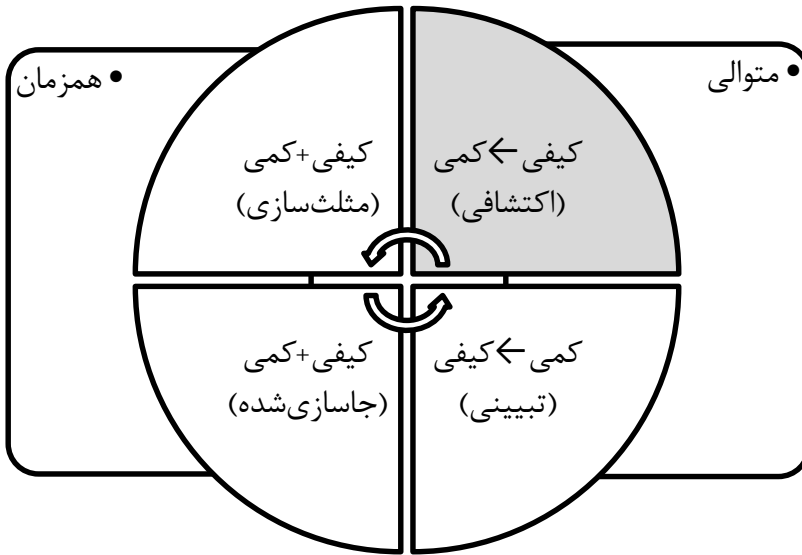 • متوالی
• همزمان
کیفی←کمی
(اکتشافی)
کیفی+کمی
(مثلث‌سازی)
کمی←کیفی
(تبیینی)
کیفی+کمی
(جاسازی‌شده)